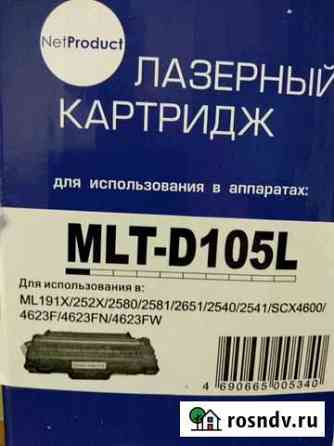 NetProduct
ЛАЗЕРНЫЙ
КАРТРИДЖ
для использования в аппаратах:
MLT-D105L
Для использования в:
ML191X/252X/2580/2581/2651/2540/2541/SCX4600/
4623F/4623FN/4623FW
4 690665 005340
rosndv.ru